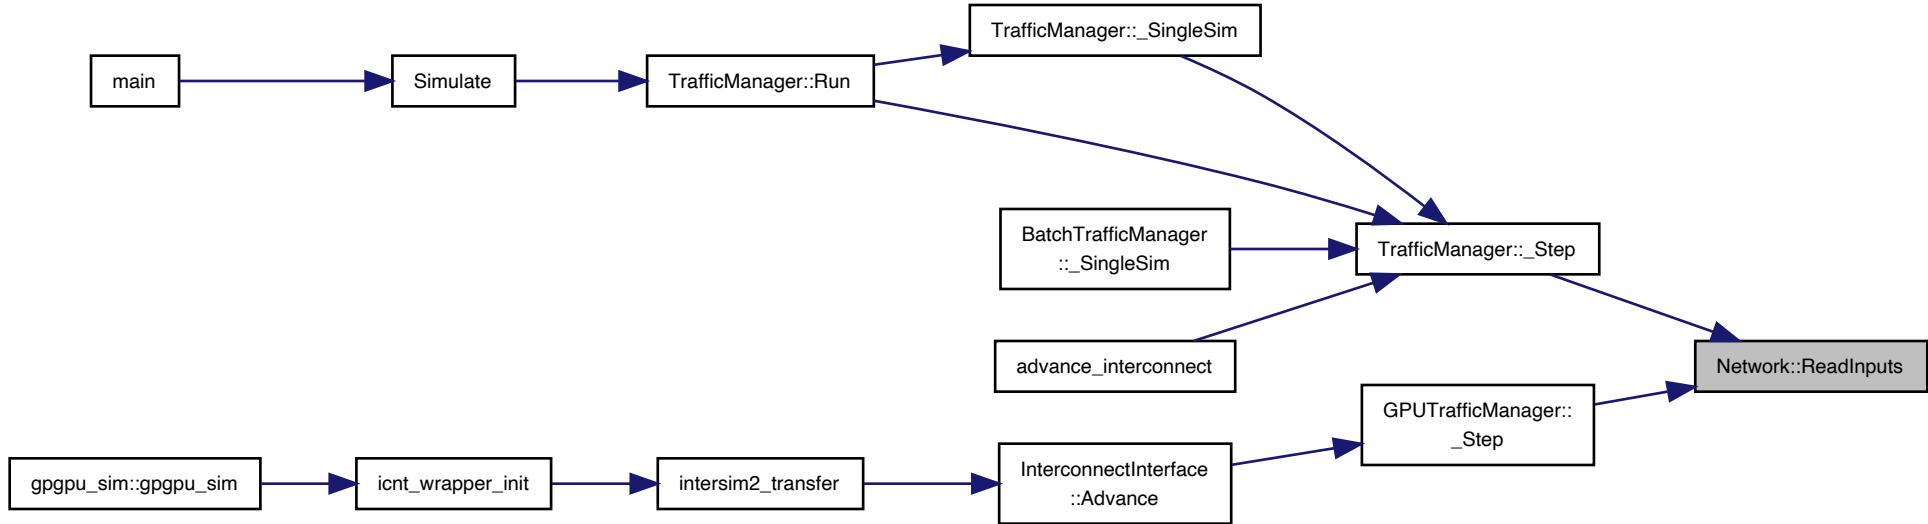 TrafficManager::_SingleSim
main
Simulate
TrafficManager::Run
BatchTrafficManager
::_SingleSim
TrafficManager::_Step
advance_interconnect
Network::ReadInputs
GPUTrafficManager::
_Step
gpgpu_sim::gpgpu_sim
icnt_wrapper_init
intersim2_transfer
InterconnectInterface
::Advance